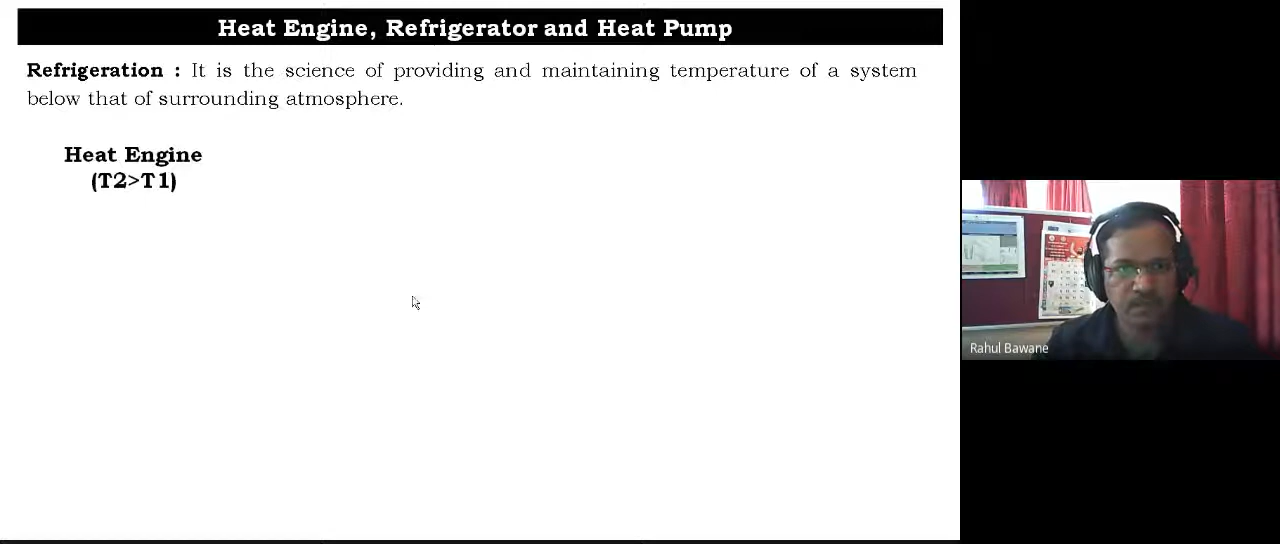 Heat Engine, Refrigerator and Heat Pump
Refrigeration : It is the science of providing and maintaining temperature of a system
below that of surrounding atmosphere.
Heat Engine
(T2>T1)
Rahul Bawane